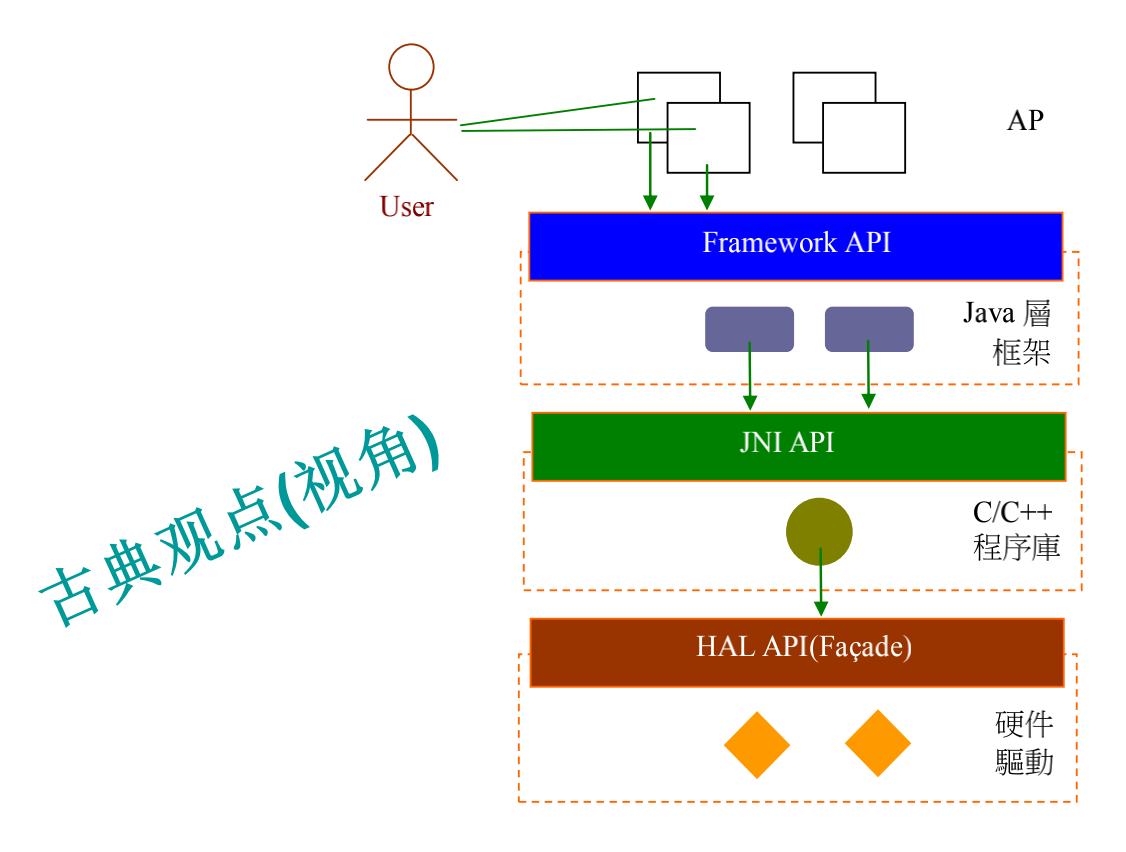 AP
User
Framework API
Java 層
框架
JNI API
古典观点(视角)
C/C++
程序庫
HAL API(Façade)
硬件
驅動